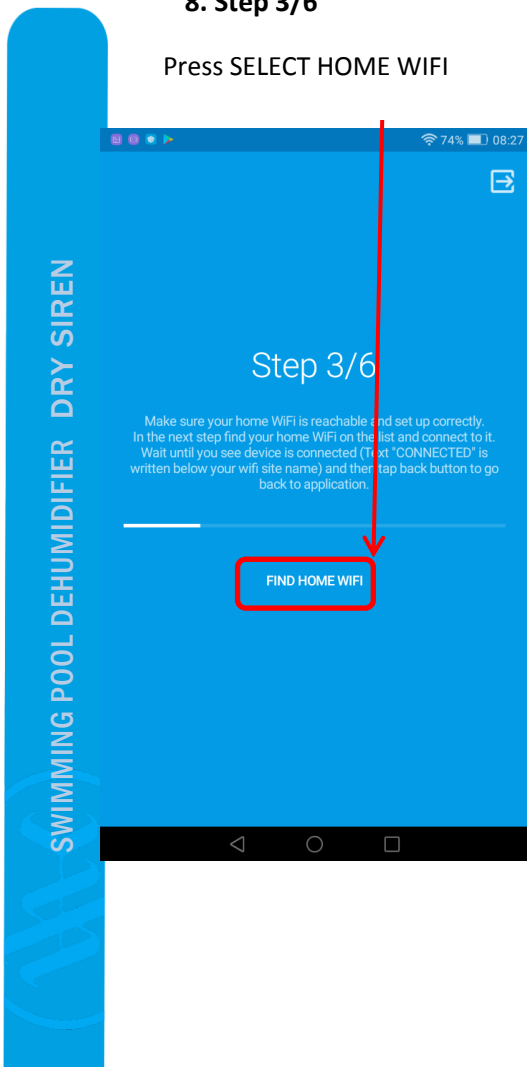 8. Step 3/6
Press SELECT HOME WIFI
74% 08:27
Step 3/6
Make sure your home WiFi is reachable and set up correctly.
In the next step find your home WiFi on the list and connect to it.
Wait until you see device is connected (Text "CONNECTED" is
written below your wifi site name) and then tap back button to go
back to application.
FIND HOME WIFI
SWIMMING POOL DEHUMIDIFIER DRY SIREN